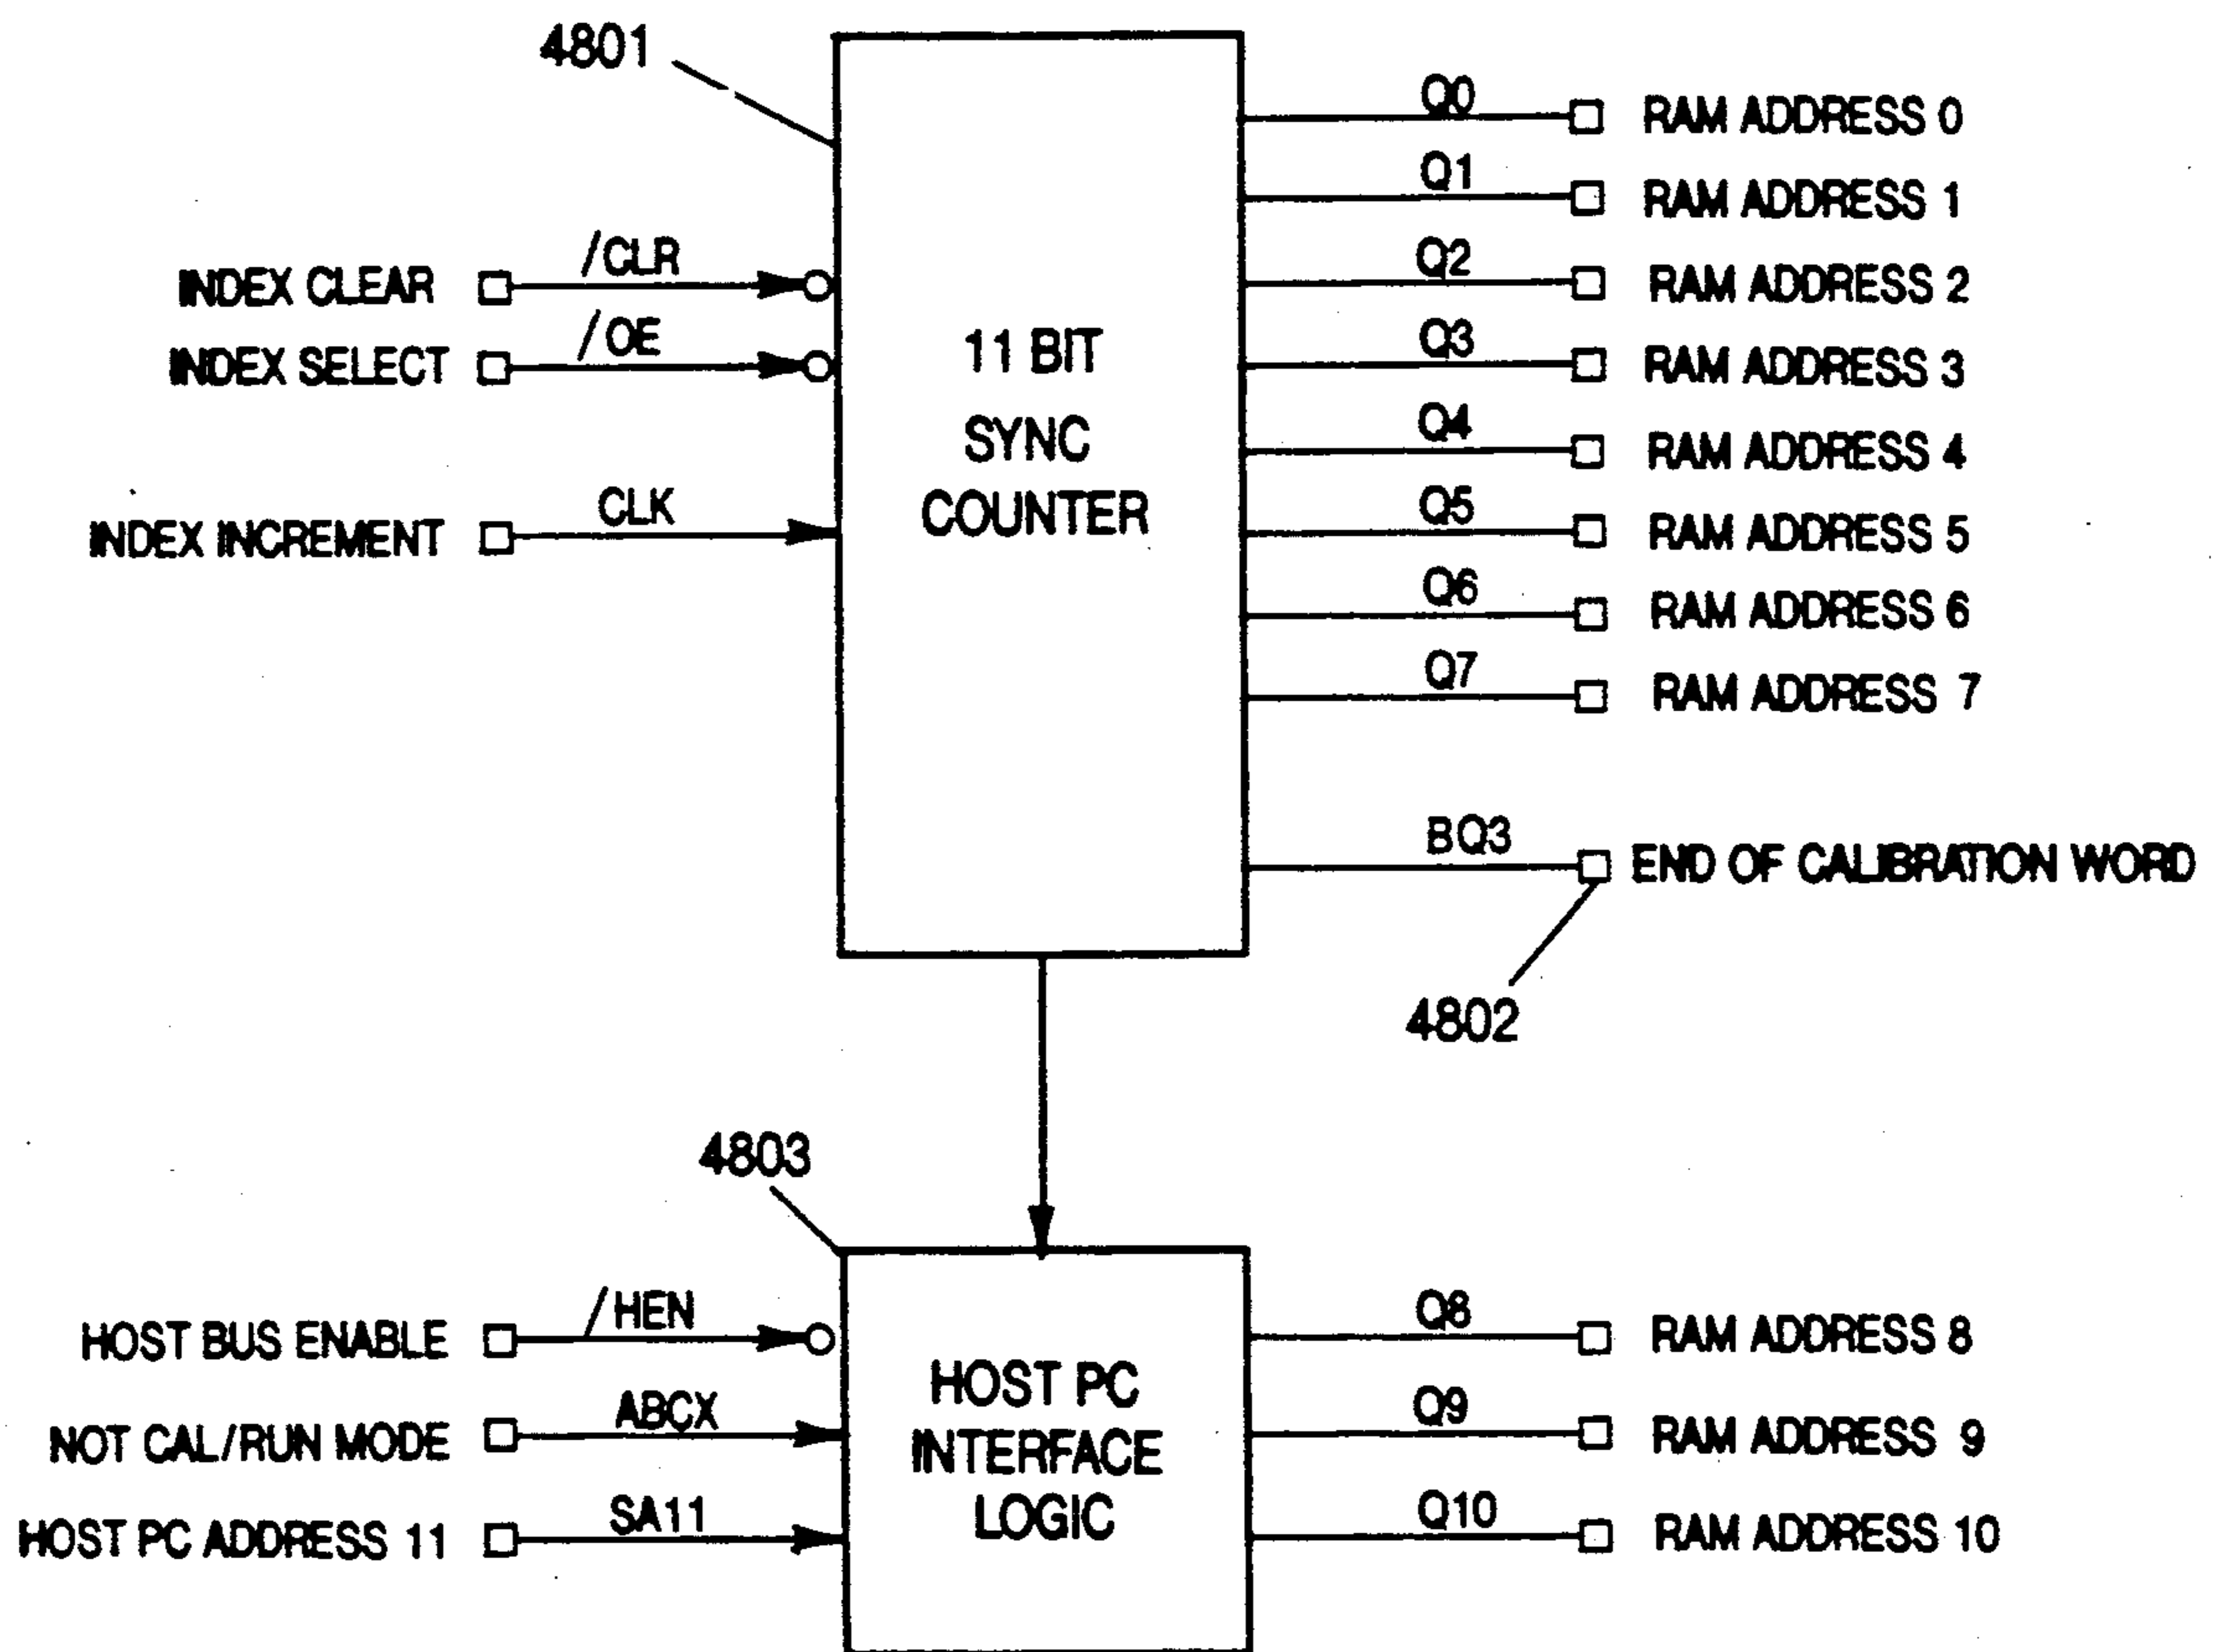 4801
Q0
RAM ADDRESS 0
Q1
RAM ADDRESS 1
INDEX CLEAR
/CLR
Q2
RAM ADDRESS 2
INDEX SELECT
/OE
11 BIT
SYNC
COUNTER
Q3
RAM ADDRESS 3
Q4
RAM ADDRESS 4
INDEX INCREMENT
CLK
Q5
RAM ADDRESS 5
Q6
RAM ADDRESS 6
Q7
RAM ADDRESS 7
BQ3
END OF CALIBRATION WORD
4802
4803
HOST BUS ENABLE
/HEN
Q8
RAM ADDRESS 8
HOST PC
INTERFACE
LOGIC
NOT CAL/RUN MODE
ABCX
Q9
RAM ADDRESS 9
HOST PC ADDRESS 11
SA11
Q10
RAM ADDRESS 10